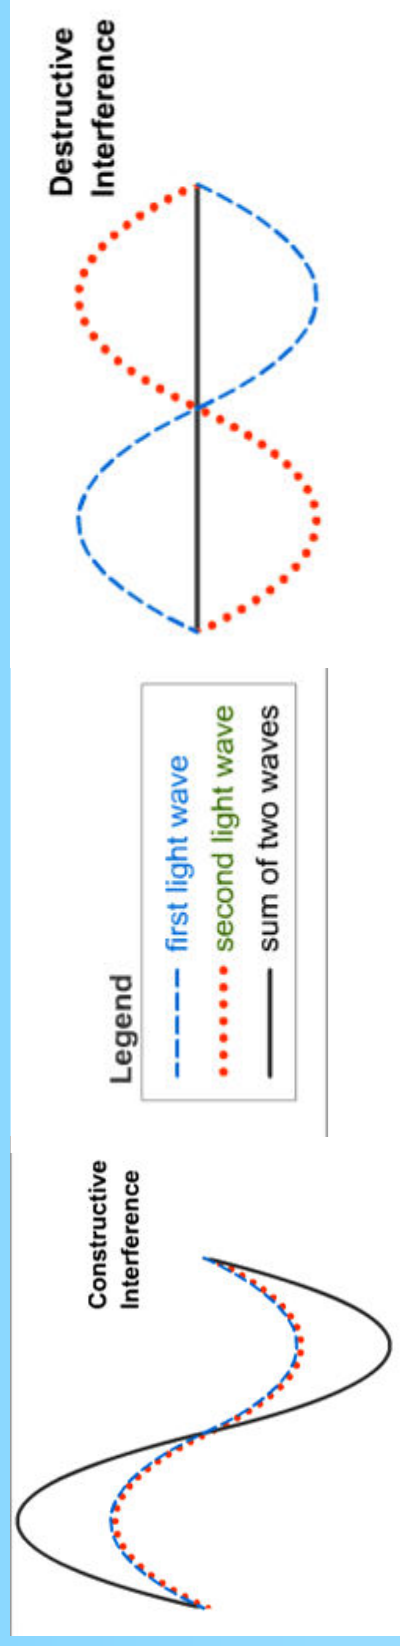 Constructive
Interference
Legend
first light wave
second light wave
sum of two waves
Destructive
Interference